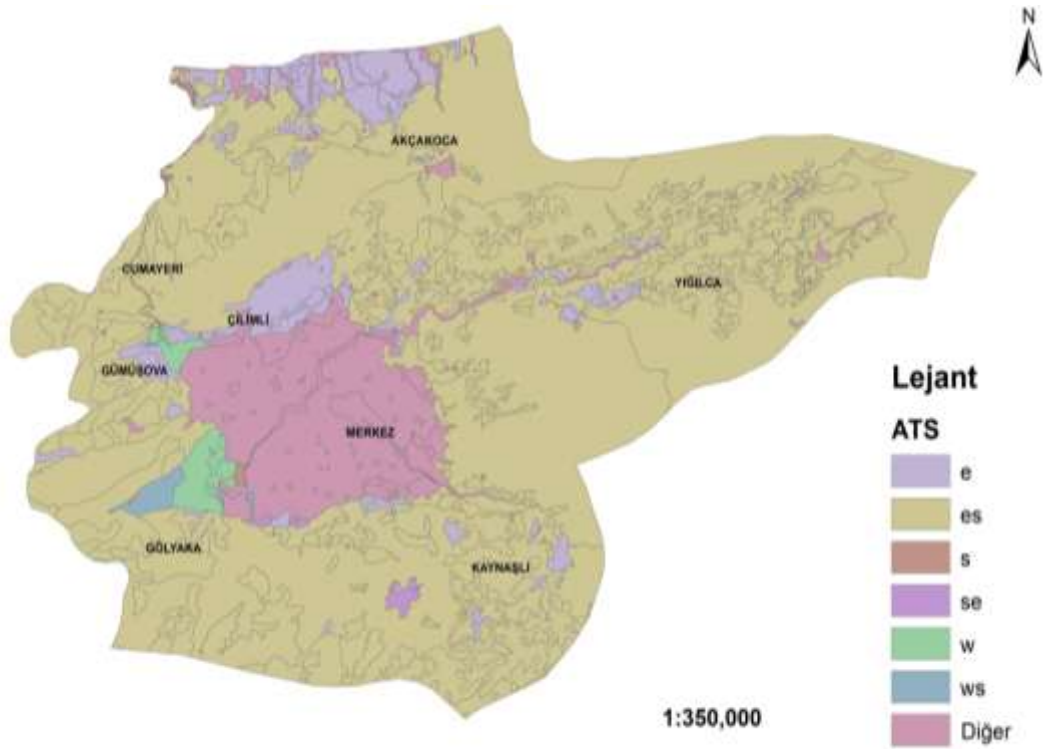 N
AKÇAKOCA
CUMAYERİ
YIĞILCA
ÇİLİMLİ
GÜMÜŞOVA
MERKEZ
GÖLYAKA
KAYNAŞLI
Lejant
ATS
e
es
s
se
w
ws
Diğer
1:350,000